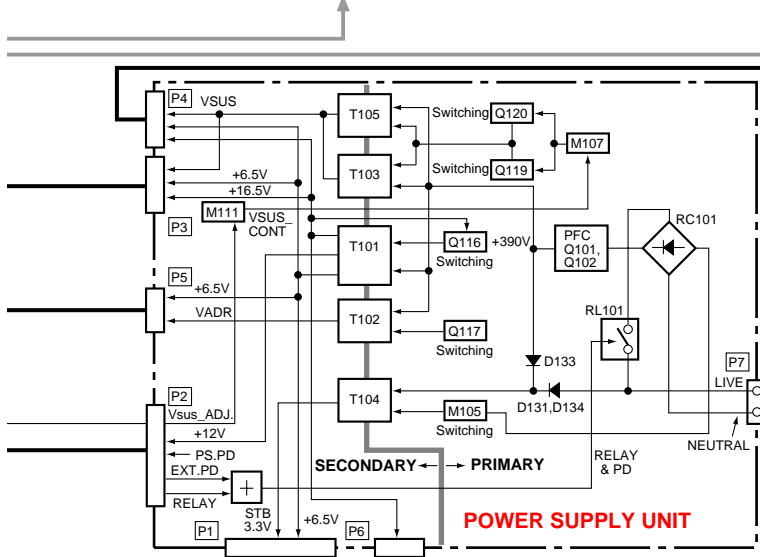 P4
VSUS
T105
Switching
Q120
M107
Switching
Q119
T103
+6.5V
+16.5V
M111
VSUS_
CONT
P3
T101
Q116
Switching
+390V
PFC
Q101,
Q102
RC101
P5
+6.5V
VADR
T102
Q117
Switching
RL101
D133
P7
LIVE
D131,D134
T104
M105
Switching
NEUTRAL
P2
Vsus_ADJ.
+12V
PS.PD
EXT.PD
RELAY
+
STB
3.3V
+6.5V
SECONDARY
PRIMARY
RELAY
& PD
P1
P6
POWER SUPPLY UNIT